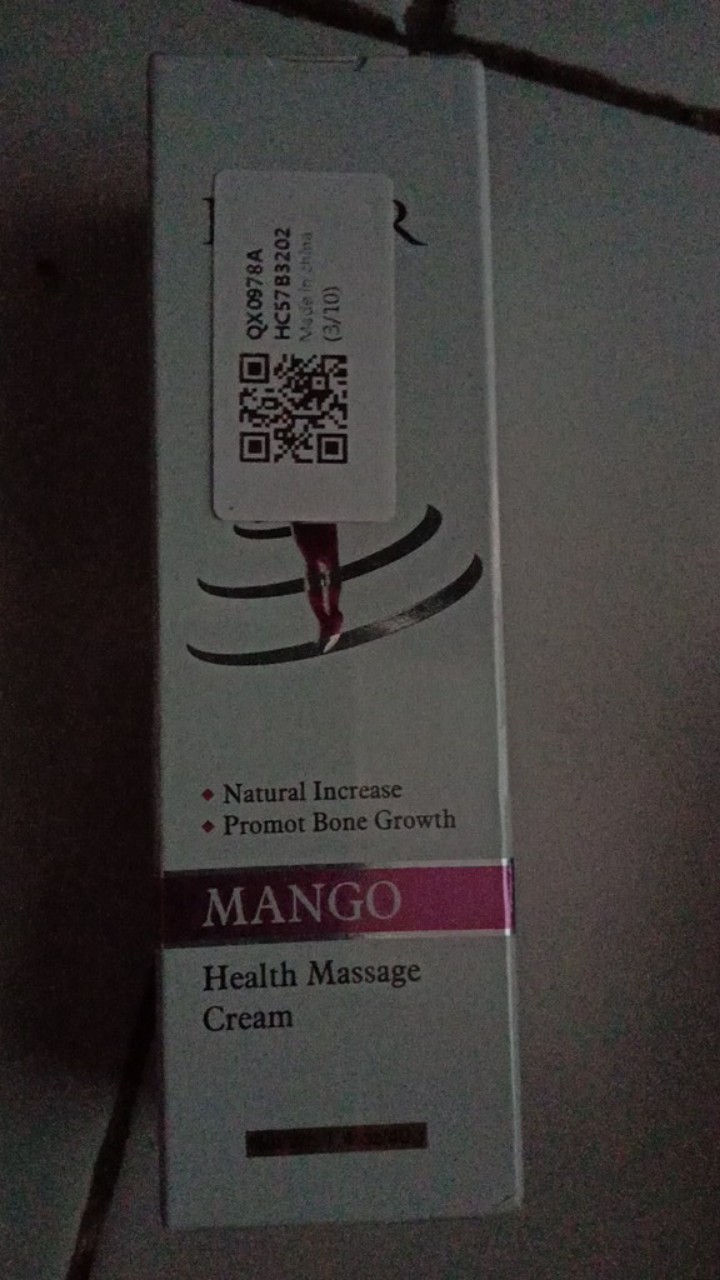 R
QX0978A
HC57B3202
Made in china
(3/10)
Natural Increase
Promot Bone Growth
MANGO
Health Massage
Cream